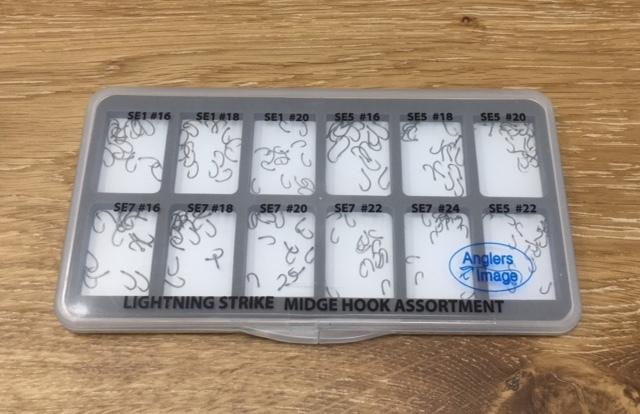 SE1 #16 SE1 #18 SE1 #20 SE5 #16 SE5 #18 SE5 #20
SE7 #16 SE7 #18 SE7 #20 SE7 #22 SE7 #24 SE5 #22
Anglers
Image
LIGHTNING STRIKE MIDGE HOOK ASSORTMENT